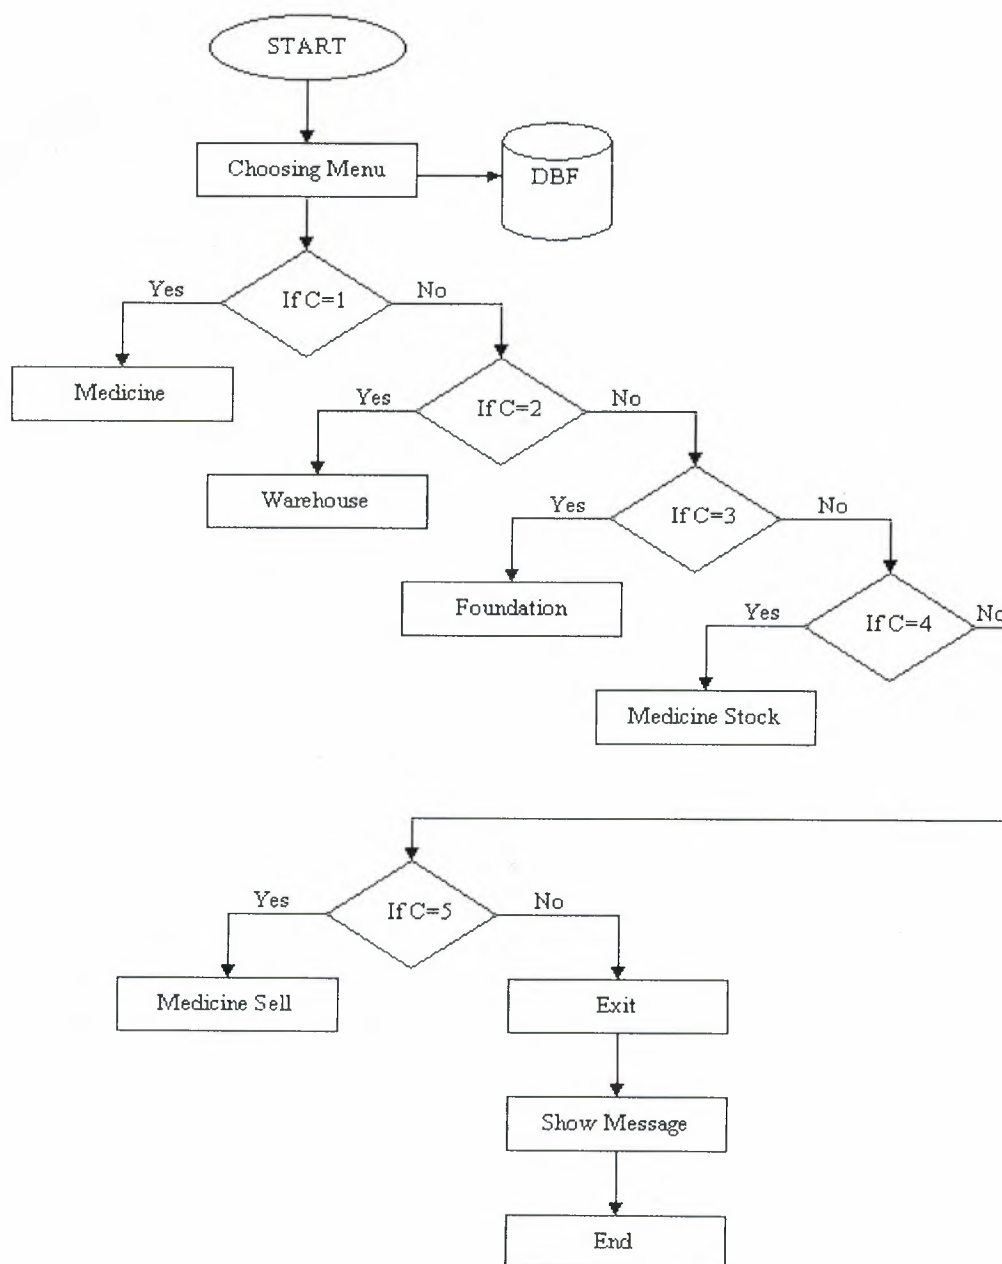 START
Choosing Menu
DBF
Yes
If C=1
No
Medicine
Yes
If C=2
No
Warehouse
Yes
If C=3
No
Foundation
Yes
If C=4
No
Medicine Stock
Yes
If C=5
No
Medicine Sell
Exit
Show Message
End